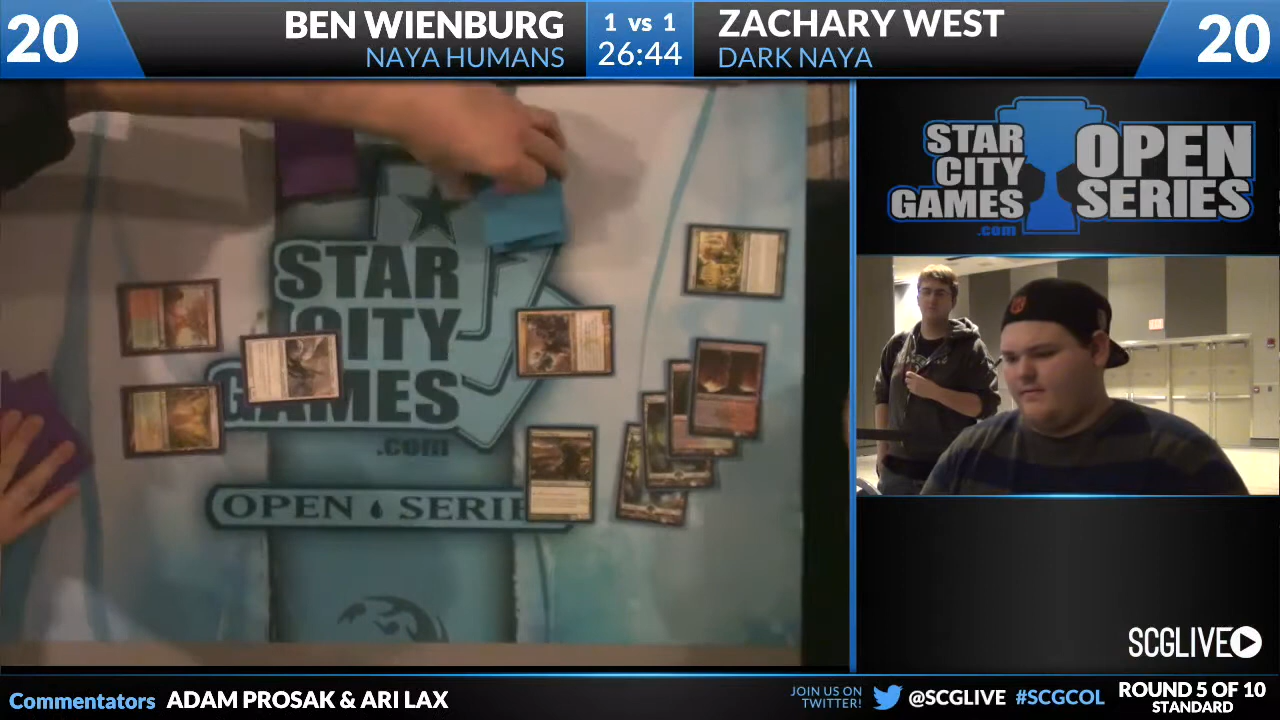 20
BEN WIENBURG
NAYA HUMANS
1 vs 1
26:44
ZACHARY WEST
DARK NAYA
20
STAR
CITY
GAMES
.com
OPEN
SERIES
STAR
CITY
GAMES
.com
OPEN SERIE
SCGLIVE
Commentators ADAM PROSAK & ARI LAX
JOIN US ON
TWITTER!
@SCGLIVE #SCGCOL
ROUND 5 OF 10
STANDARD